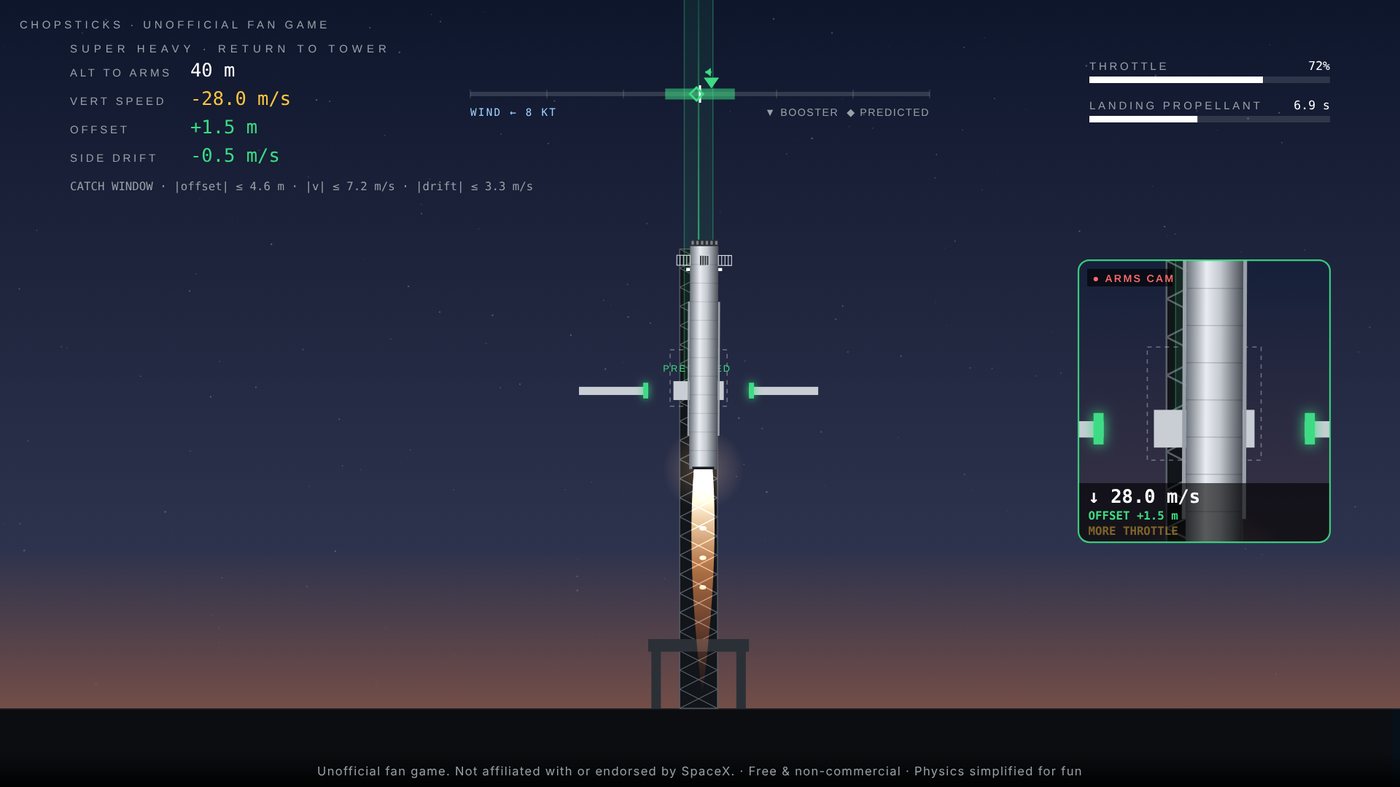 CHOPSTICKS · UNOFFICIAL FAN GAME
SUPER HEAVY · RETURN TO TOWER
ALT TO ARMS 40 m
VERT SPEED -28.0 m/s
OFFSET +1.5 m
SIDE DRIFT -0.5 m/s
CATCH WINDOW · |offset| ≤ 4.6 m · |v| ≤ 7.2 m/s · |drift| ≤ 3.3 m/s
WIND ← 8 KT
▼ BOOSTER ◆ PREDICTED
THROTTLE 72%
LANDING PROPELLANT 6.9 s
● ARMS CAM
↓ 28.0 m/s
OFFSET +1.5 m
MORE THROTTLE
Unofficial fan game. Not affiliated with or endorsed by SpaceX. · Free & non-commercial · Physics simplified for fun